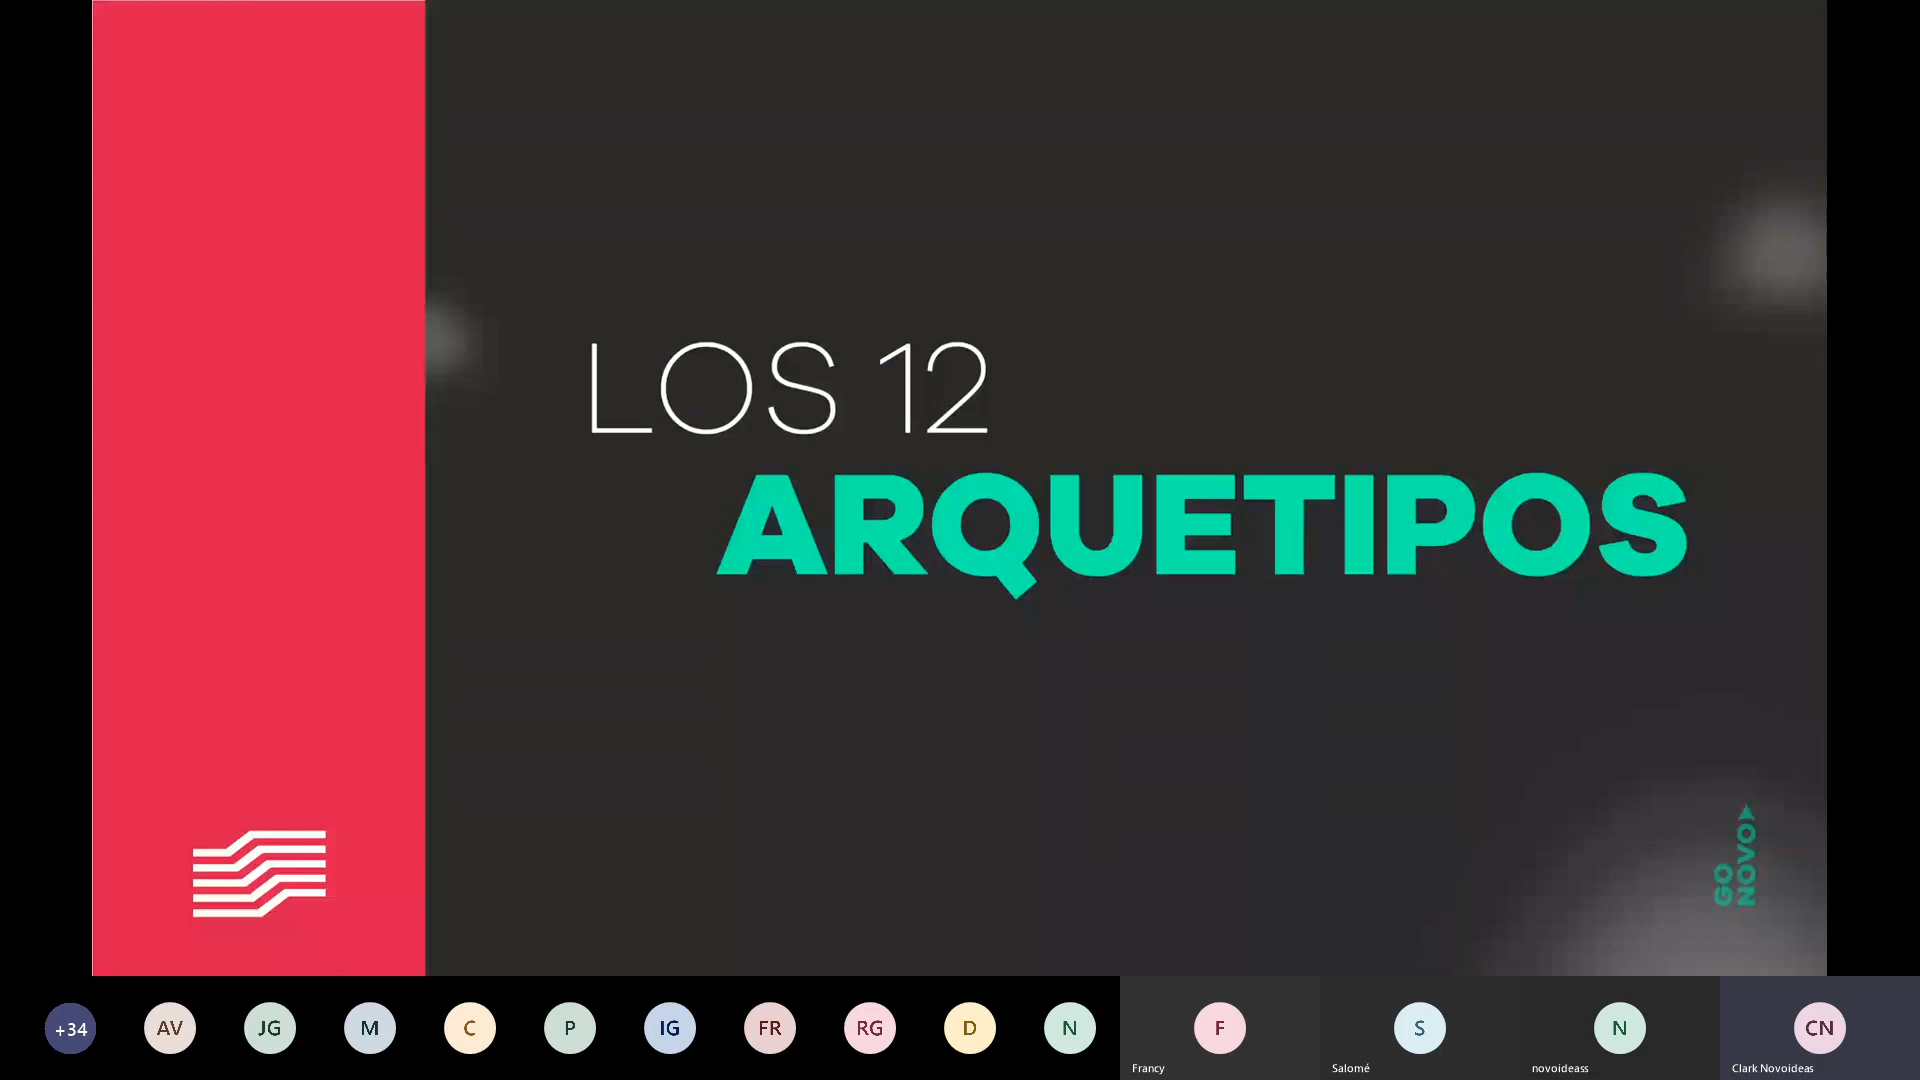 LOS 12
ARQUETIPOS
GO
NOVO
+34
AV
JG
M
C
P
IG
FR
RG
D
N
F
S
N
CN
Francy
Salomé
novoideass
Clark Novoideas